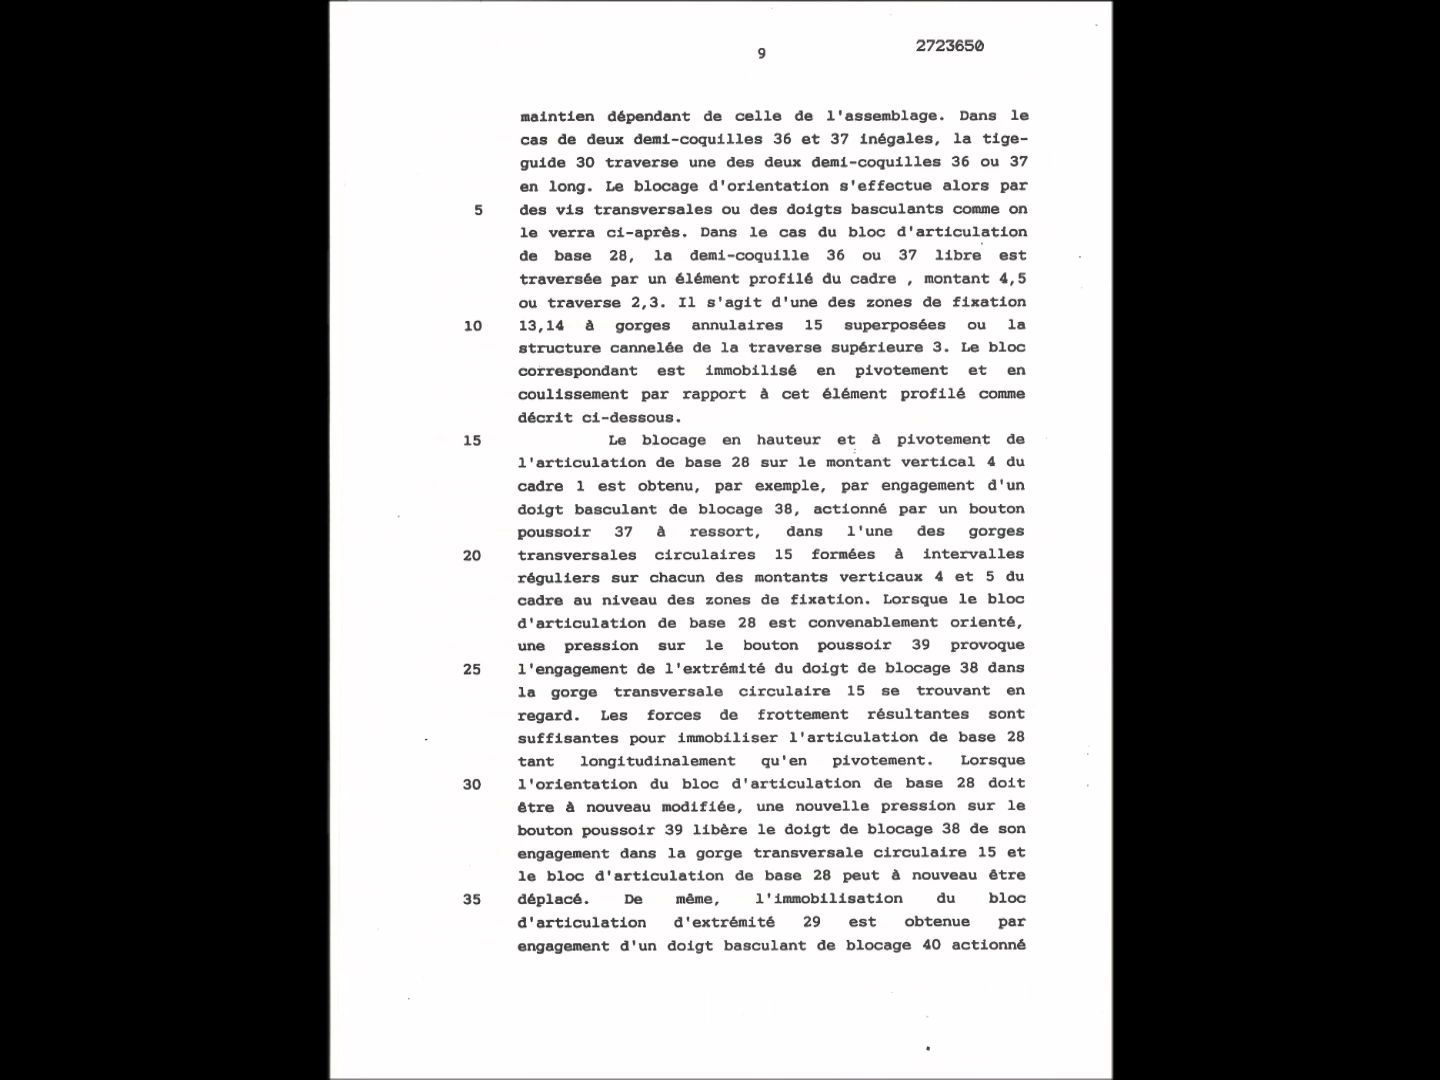 9
2723650
maintien dépendant de celle de l'assemblage. Dans le
cas de deux demi-coquilles 36 et 37 inégales, la tige-
guide 30 traverse une des deux demi-coquilles 36 ou 37
en long. Le blocage d'orientation s'effectue alors par
5 des vis transversales ou des doigts basculants comme on
le verra ci-après. Dans le cas du bloc d'articulation
de base 28, la demi-coquille 36 ou 37 libre est
traversée par un élément profilé du cadre , montant 4,5
ou traverse 2,3. Il s'agit d'une des zones de fixation
10 13,14 à gorges annulaires 15 superposées ou la
structure cannelée de la traverse supérieure 3. Le bloc
correspondant est immobilisé en pivotement et en
coulissement par rapport à cet élément profilé comme
décrit ci-dessous.
15 Le blocage en hauteur et à pivotement de
l'articulation de base 28 sur le montant vertical 4 du
cadre 1 est obtenu, par exemple, par engagement d'un
doigt basculant de blocage 38, actionné par un bouton
poussoir 37 à ressort, dans l'une des gorges
20 transversales circulaires 15 formées à intervalles
réguliers sur chacun des montants verticaux 4 et 5 du
cadre au niveau des zones de fixation. Lorsque le bloc
d'articulation de base 28 est convenablement orienté,
une pression sur le bouton poussoir 39 provoque
25 l'engagement de l'extrémité du doigt de blocage 38 dans
la gorge transversale circulaire 15 se trouvant en
regard. Les forces de frottement résultantes sont
suffisantes pour immobiliser l'articulation de base 28
tant longitudinalement qu'en pivotement. Lorsque
30 l'orientation du bloc d'articulation de base 28 doit
être à nouveau modifiée, une nouvelle pression sur le
bouton poussoir 39 libère le doigt de blocage 38 de son
engagement dans la gorge transversale circulaire 15 et
le bloc d'articulation de base 28 peut à nouveau être
35 déplacé. De même, l'immobilisation du bloc
d'articulation d'extrémité 29 est obtenue par
engagement d'un doigt basculant de blocage 40 actionné